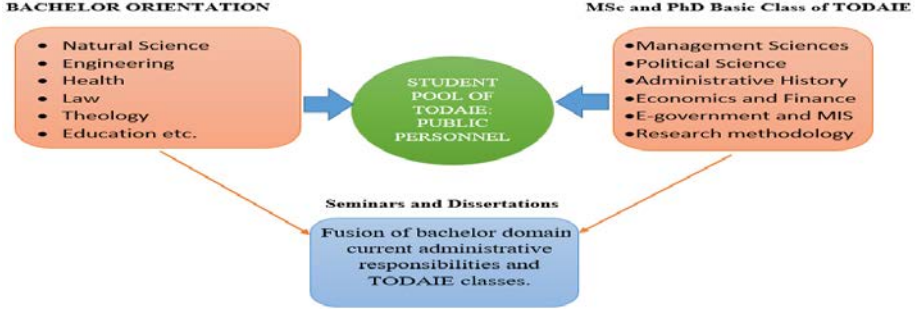 BACHELOR ORIENTATION
• Natural Science
• Engineering
• Health
• Law
• Theology
• Education etc.
STUDENT
POOL OF
TODAIE:
PUBLIC
PERSONNEL
MSc and PhD Basic Class of TODAIE
•Management Sciences
•Political Science
•Administrative History
•Economics and Finance
•E-government and MIS
•Research methodology
Seminars and Dissertations
Fusion of bachelor domain
current administrative
responsibilities and
TODAIE classes.